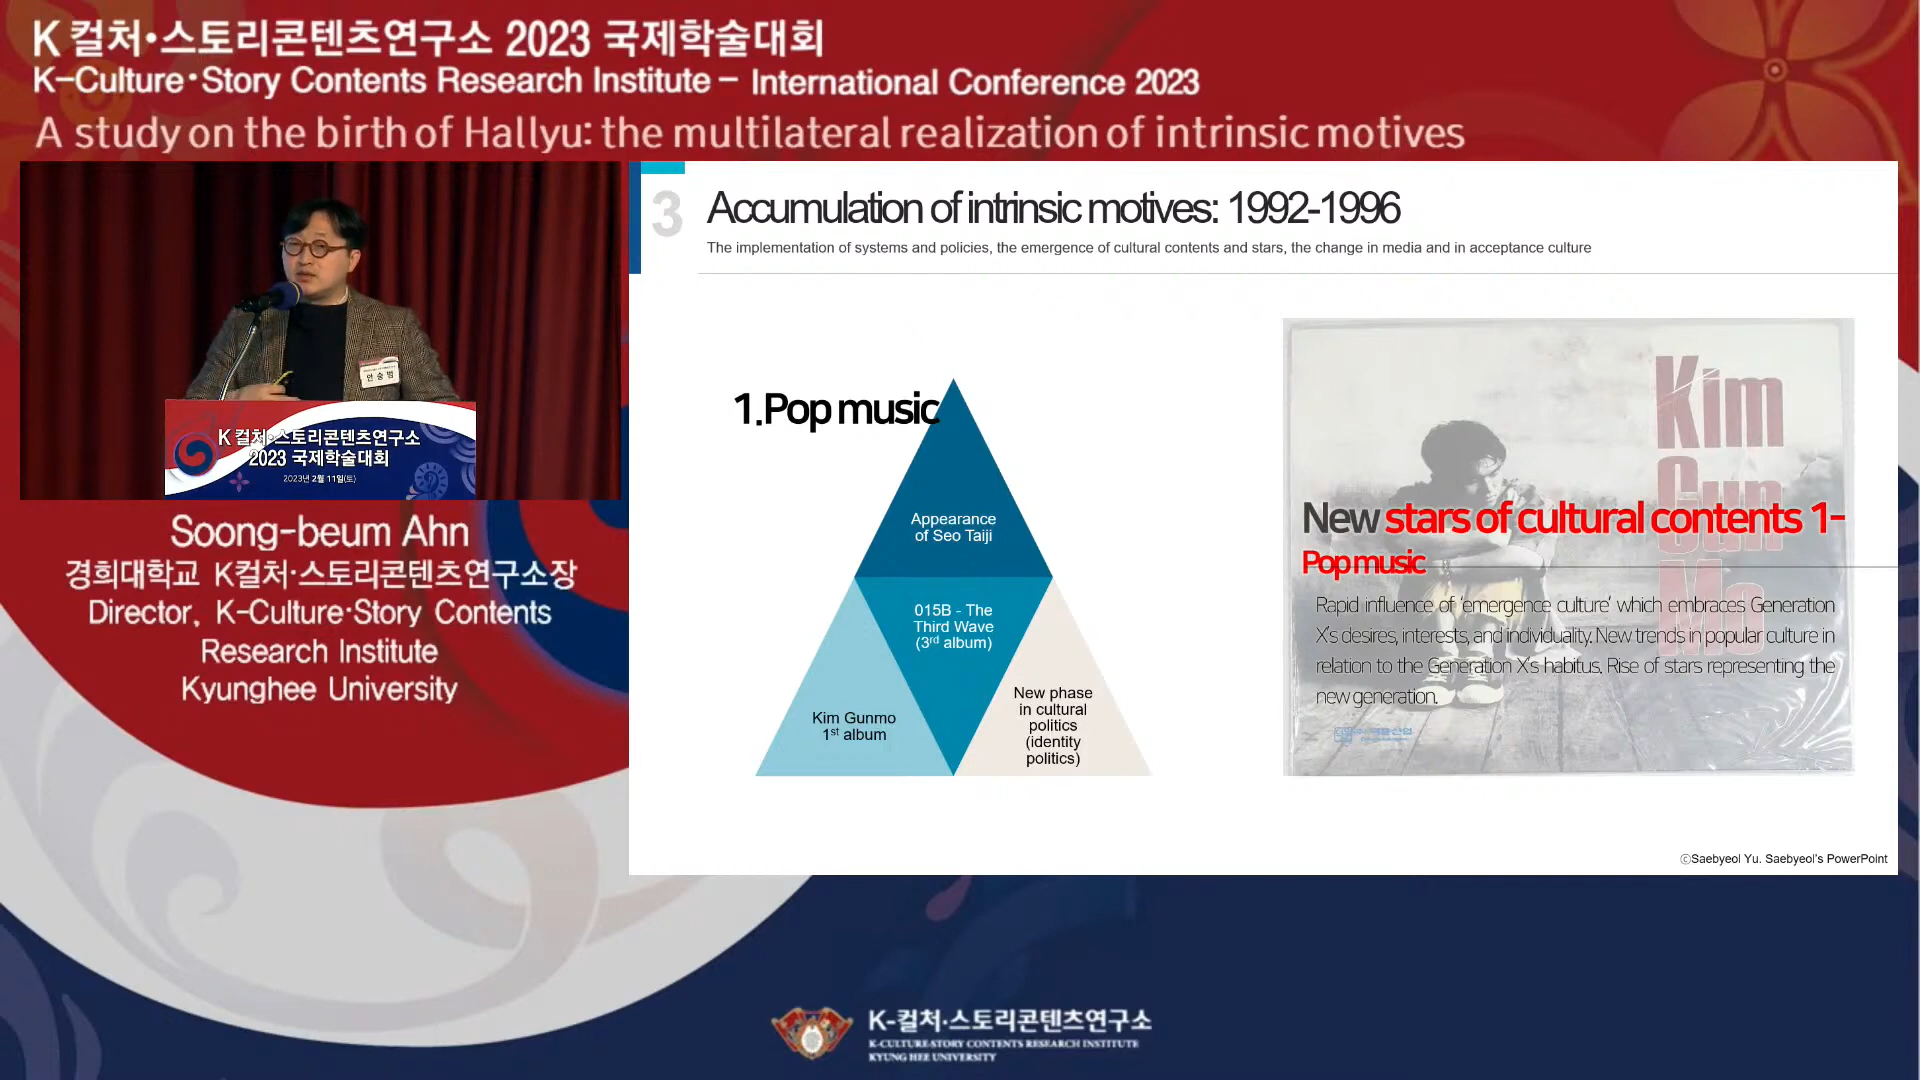 K 컬처•스토리콘텐츠연구소 2023 국제학술대회
K-Culture•Story Contents Research Institute - International Conference 2023
A study on the birth of Hallyu: the multilateral realization of intrinsic motives
안 숭 범
K 컬처•스토리콘텐츠연구소
2023 국제학술대회
2023년 2월 11일(토)
Soong-beum Ahn
경희대학교 K컬처•스토리콘텐츠연구소장
Director, K-Culture•Story Contents
Research Institute
Kyunghee University
3
Accumulation of intrinsic motives: 1992-1996
The implementation of systems and policies, the emergence of cultural contents and stars, the change in media and in acceptance culture
1.Pop music
Appearance
of Seo Taiji
015B - The
Third Wave
(3rd album)
Kim Gunmo
1st album
New phase
in cultural
politics
(identity
politics)
Kim
Gun
Mo
New stars of cultural contents 1-
Pop music
Rapid influence of 'emergence culture' which embraces Generation
X's desires, interests, and individuality. New trends in popular culture in
relation to the Generation X's habitus. Rise of stars representing the
new generation.
ⓒSaebyeol Yu. Saebyeol's PowerPoint
K-컬처•스토리콘텐츠연구소
K-CULTURE•STORY CONTENTS RESEARCH INSTITUTE
KYUNG HEE UNIVERSITY